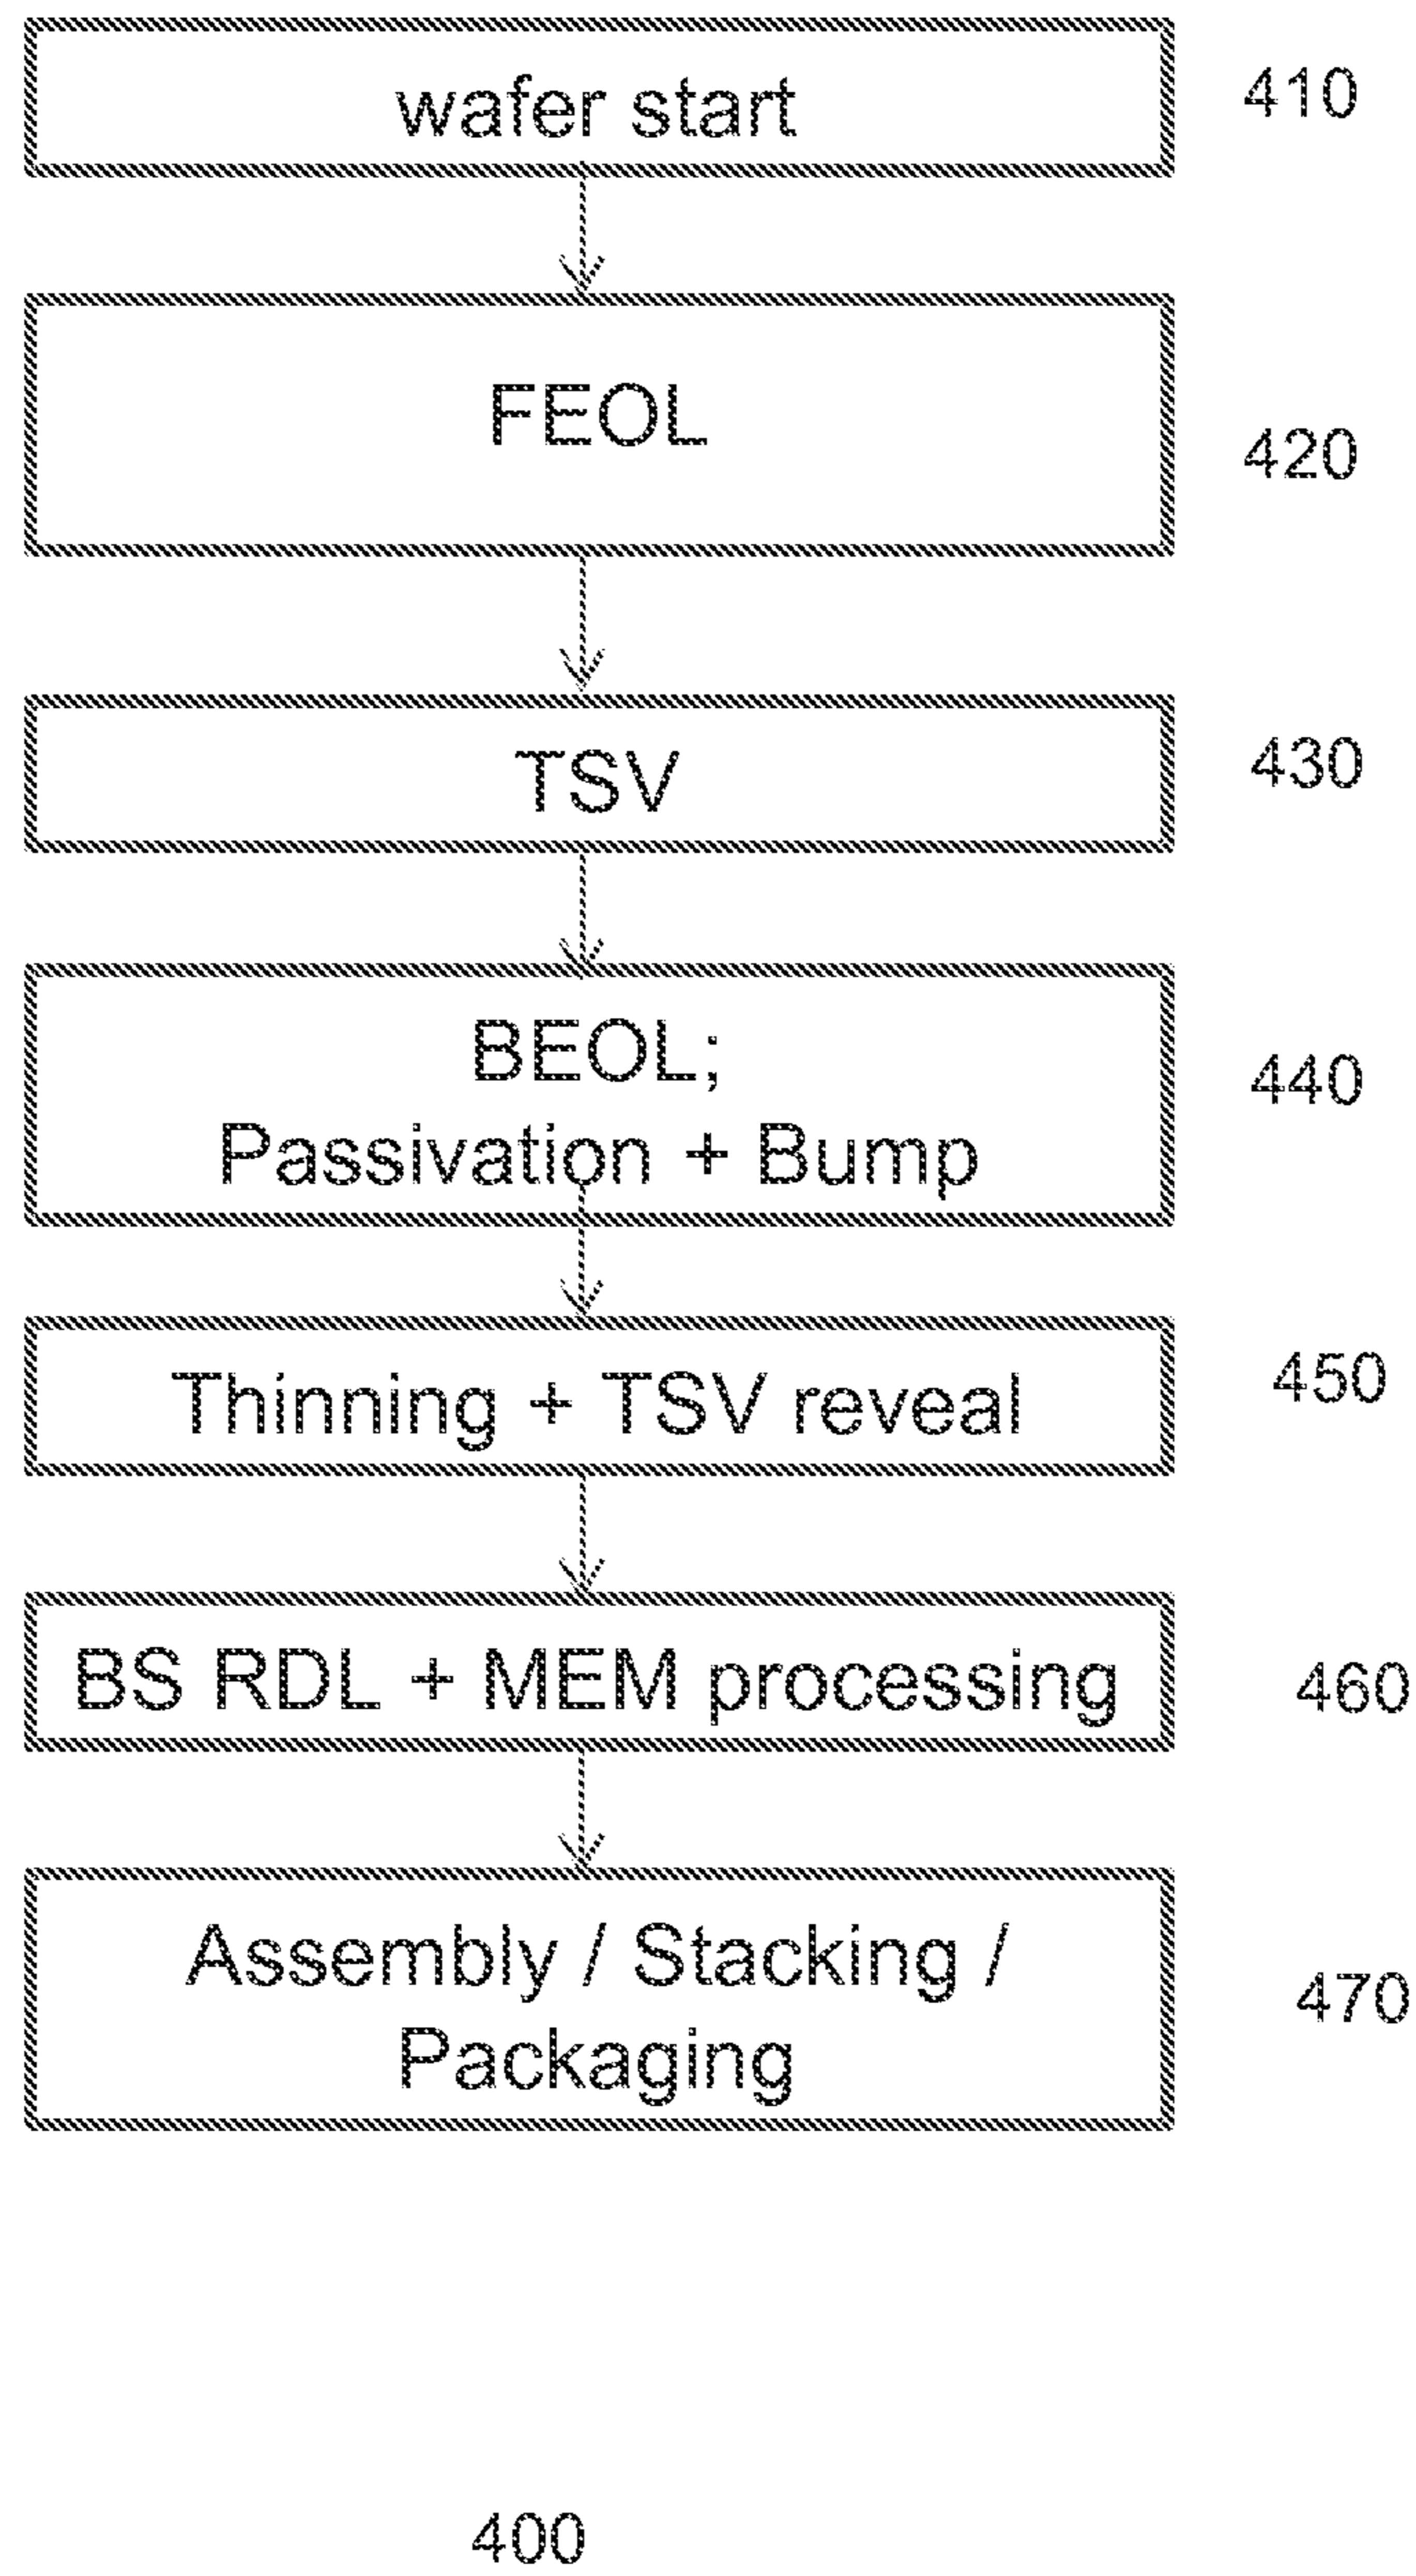 wafer start
410
FEOL
420
TSV
430
BEOL;
Passivation + Bump
440
Thinning + TSV reveal
450
BS RDL + MEM processing
460
Assembly / Stacking /
Packaging
470
400